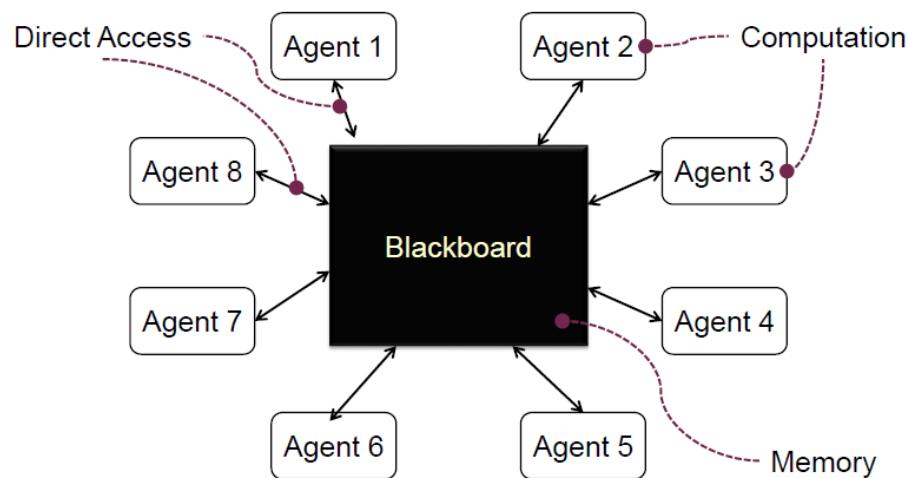 Direct Access
Agent 1
Agent 2
Computation
Agent 8
Agent 3
Blackboard
Agent 7
Agent 4
Agent 6
Agent 5
Memory